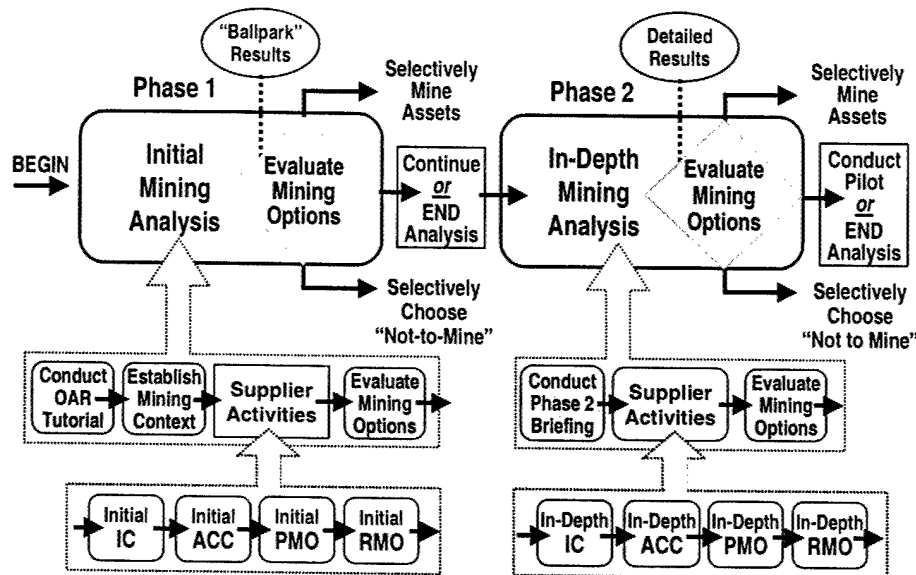 “Ballpark”
Results
Phase 1
Selectively
Mine
Assets
BEGIN
Initial
Mining
Analysis
Evaluate
Mining
Options
Continue
or
END
Analysis
Selectively
Choose
“Not-to-Mine”
Detailed
Results
Phase 2
Selectively
Mine
Assets
In-Depth
Mining
Analysis
Evaluate
Mining
Options
Conduct
Pilot
or
END
Analysis
Selectively
Choose
“Not to Mine”
Conduct
OAR
Tutorial
Establish
Mining
Context
Supplier
Activities
Evaluate
Mining
Options
Conduct
Phase 2
Briefing
Supplier
Activities
Evaluate
Mining
Options
Initial
IC
Initial
ACC
Initial
PMO
Initial
RMO
In-Depth
IC
In-Depth
ACC
In-Depth
PMO
In-Depth
RMO